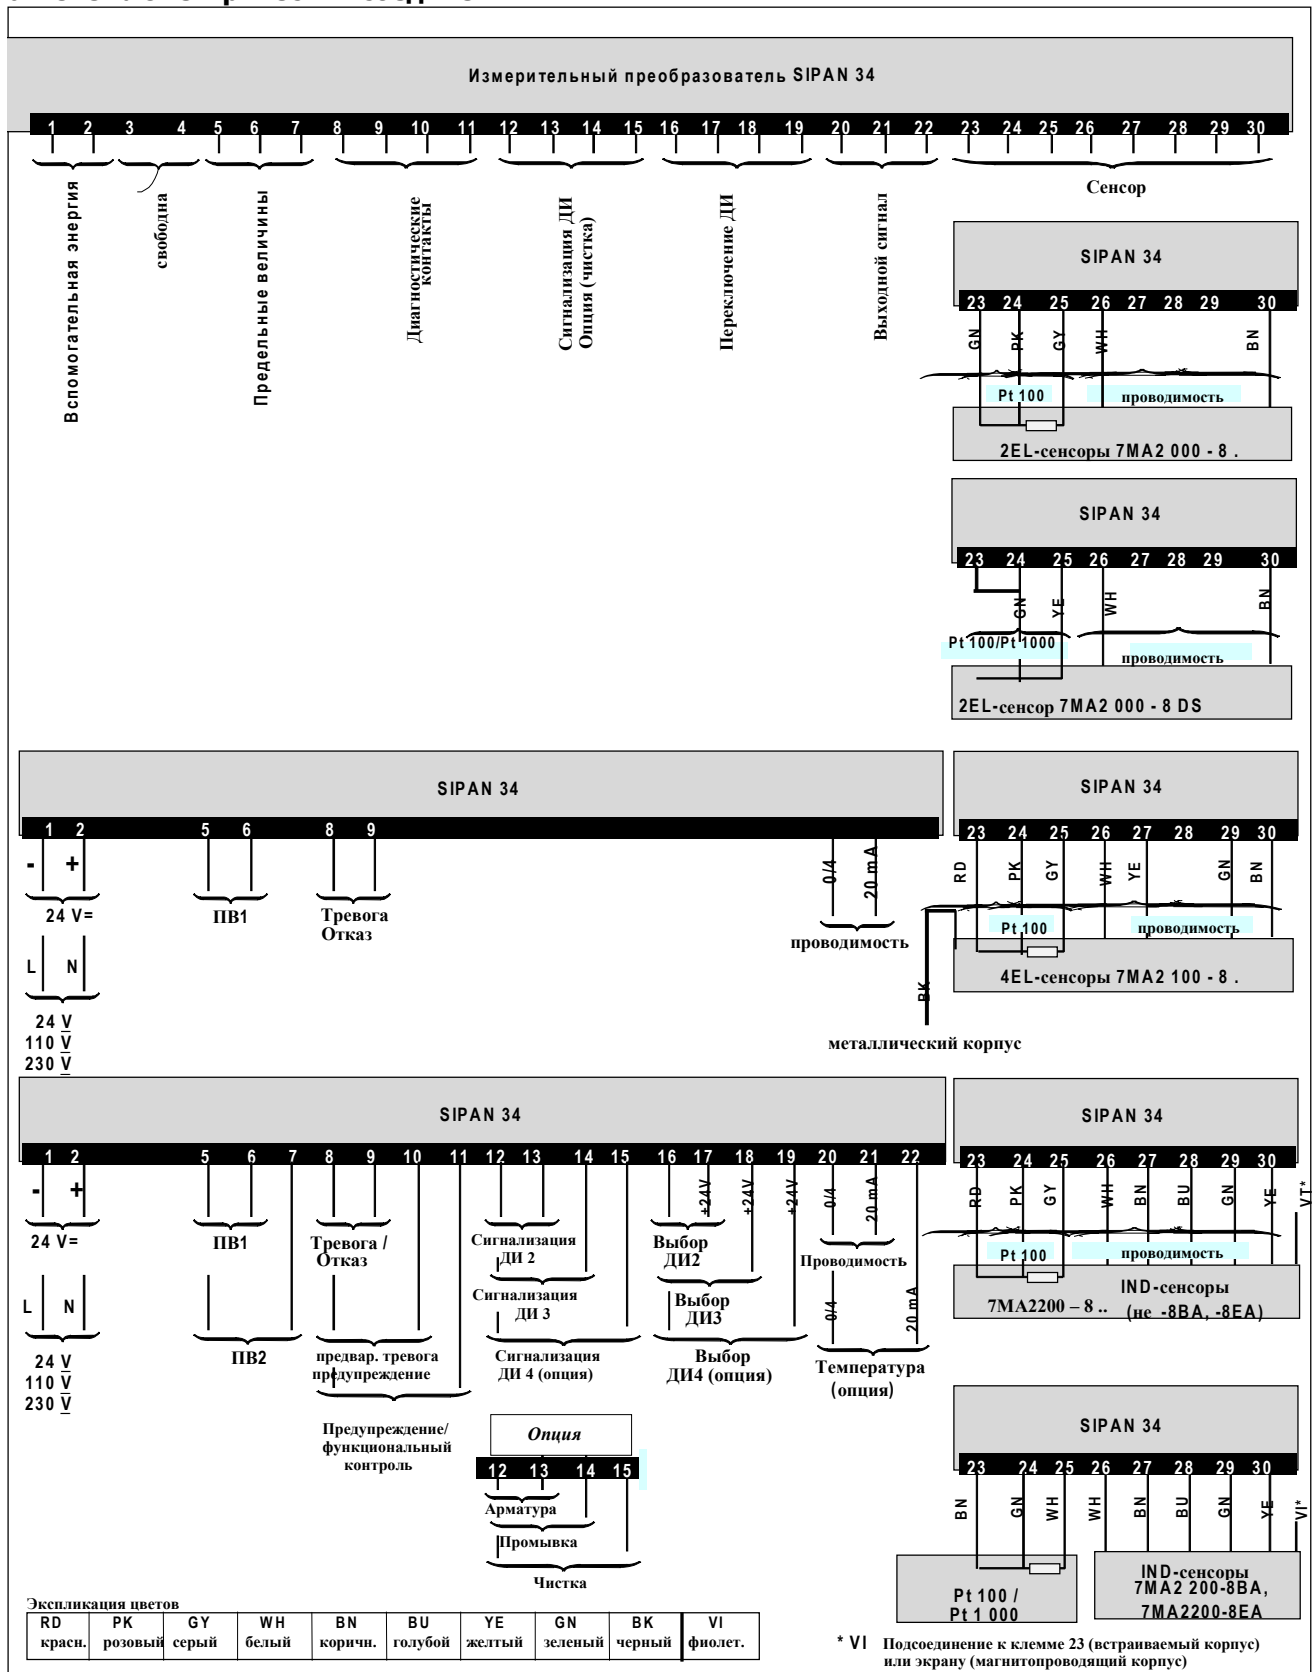 Измерительный преобразователь SIPAN 34
1 2 3 4 5 6 7 8 9 10 11 12 13 14 15 16 17 18 19 20 21 22 23 24 25 26 27 28 29 30
Вспомогательная энергия
свободна
Предельные величины
Диагностические
контакты
Сигнализация ДИ
Опция (чистка)
Переключение ДИ
Выходной сигнал
Сенсор
SIPAN 34
23 24 25 26 27 28 29 30
GN PK GY WH BN
Pt 100 проводимость
2EL-сенсоры 7MA2 000 - 8 .
SIPAN 34
23 24 25 26 27 28 29 30
GN YE WH BN
Pt 100/Pt 1000 проводимость
2EL-сенсор 7MA2 000 - 8 DS
SIPAN 34
1 2 5 6 8 9
- +
0/4 20 mA
24 V=
ПВ1
Тревога
Отказ
проводимость
L N
24 V
110 V
230 V
SIPAN 34
23 24 25 26 27 28 29 30
RD PK GY WH YE GN BN
Pt 100 проводимость
4EL-сенсоры 7MA2 100 - 8 .
BK
металлический корпус
SIPAN 34
1 2 5 6 7 8 9 10 11 12 13 14 15 16 17 18 19 20 21 22
- +
+24V +24V +24V 0/4 20 mA
24 V=
ПВ1
Тревога /
Отказ
Сигнализация
ДИ 2
Выбор
ДИ2
Проводимость
L N
Сигнализация
ДИ 3
Выбор
ДИ3
0/4 20 mA
24 V
110 V
230 V
ПВ2
предвар. тревога
предупреждение
Сигнализация
ДИ 4 (опция)
Выбор
ДИ4 (опция)
Температура
(опция)
Предупреждение/
функциональный
контроль
Опция
12 13 14 15
Арматура
Промывка
Чистка
SIPAN 34
23 24 25 26 27 28 29 30
RD PK GY WH BN BU GN YE VT*
Pt 100 проводимость
IND-сенсоры
7MA2200 – 8 .. (не -8BA, -8EA)
SIPAN 34
23 24 25 26 27 28 29 30
BN GN WH WH BN BU GN YE VI*
Pt 100 /
Pt 1 000
IND-сенсоры
7MA2 200-8BA,
7MA2200-8EA
Экспликация цветов
RD PK GY WH BN BU YE GN BK VI
красн. розовый серый белый коричн. голубой желтый зеленый черный фиолет.
* VI Подсоединение к клемме 23 (встраиваемый корпус)
или экрану (магнитопроводящий корпус)